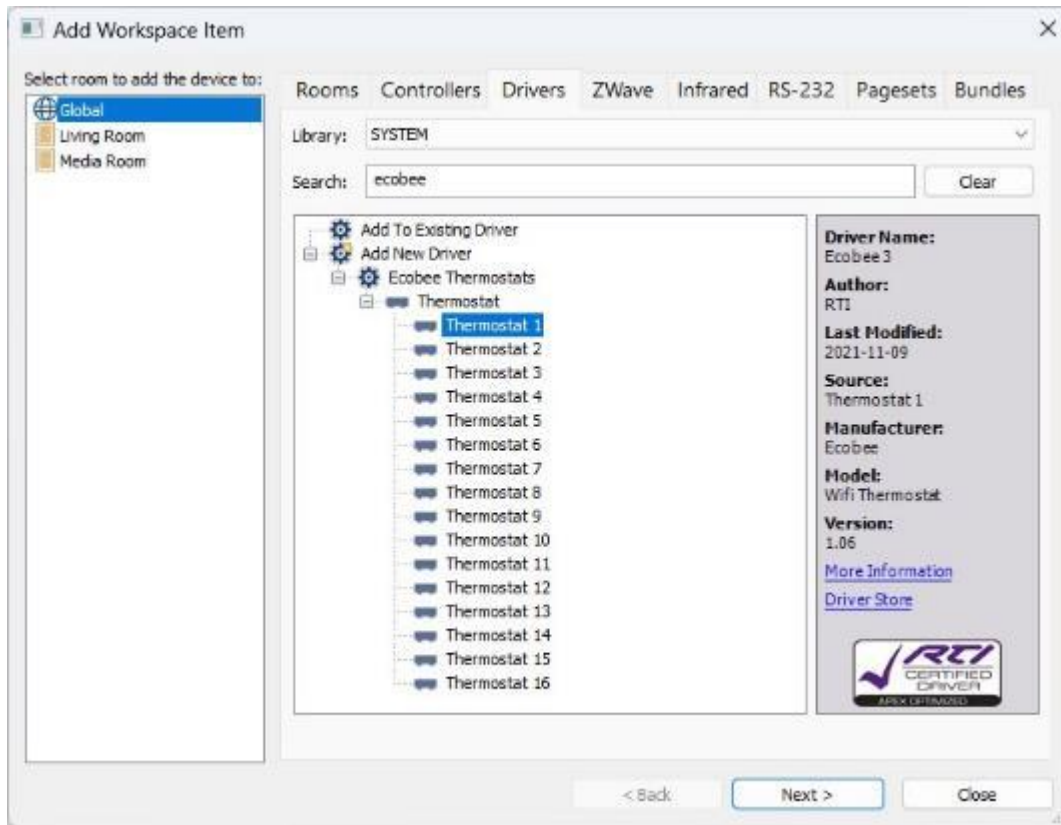 Add Workspace Item
Select room to add the device to:
Global
Living Room
Media Room
Rooms Controllers Drivers ZWave Infrared RS-232 Pagesets Bundles
Library: SYSTEM
Search: ecobee Clear
Add To Existing Driver
Add New Driver
Ecobee Thermostats
Thermostat
Thermostat 1
Thermostat 2
Thermostat 3
Thermostat 4
Thermostat 5
Thermostat 6
Thermostat 7
Thermostat 8
Thermostat 9
Thermostat 10
Thermostat 11
Thermostat 12
Thermostat 13
Thermostat 14
Thermostat 15
Thermostat 16
Driver Name:
Ecobee 3
Author:
RTI
Last Modified:
2021-11-09
Source:
Thermostat 1
Manufacturer:
Ecobee
Model:
Wifi Thermostat
Version:
1.06
More Information
Driver Store
RTI
CERTIFIED
DRIVER
APEX OPTIMIZED
< Back Next > Close